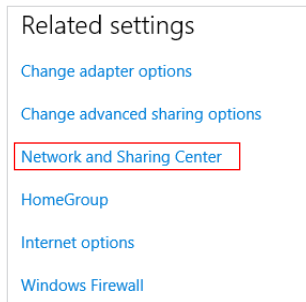 Related settings
Change adapter options
Change advanced sharing options
Network and Sharing Center
HomeGroup
Internet options
Windows Firewall